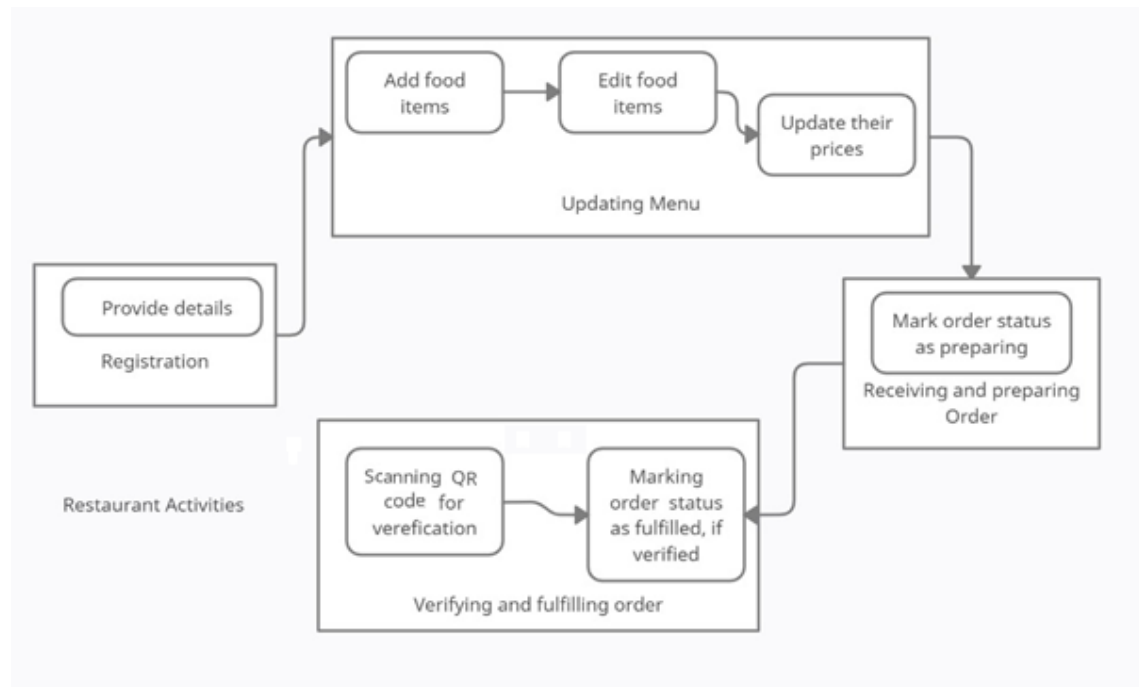 Add food
items
Edit food
items
Update their
prices
Updating Menu
Provide details
Registration
Mark order status
as preparing
Receiving and preparing
Order
Scanning QR
code for
verefication
Marking
order status
as fulfilled, if
verified
Verifying and fulfilling order
Restaurant Activities